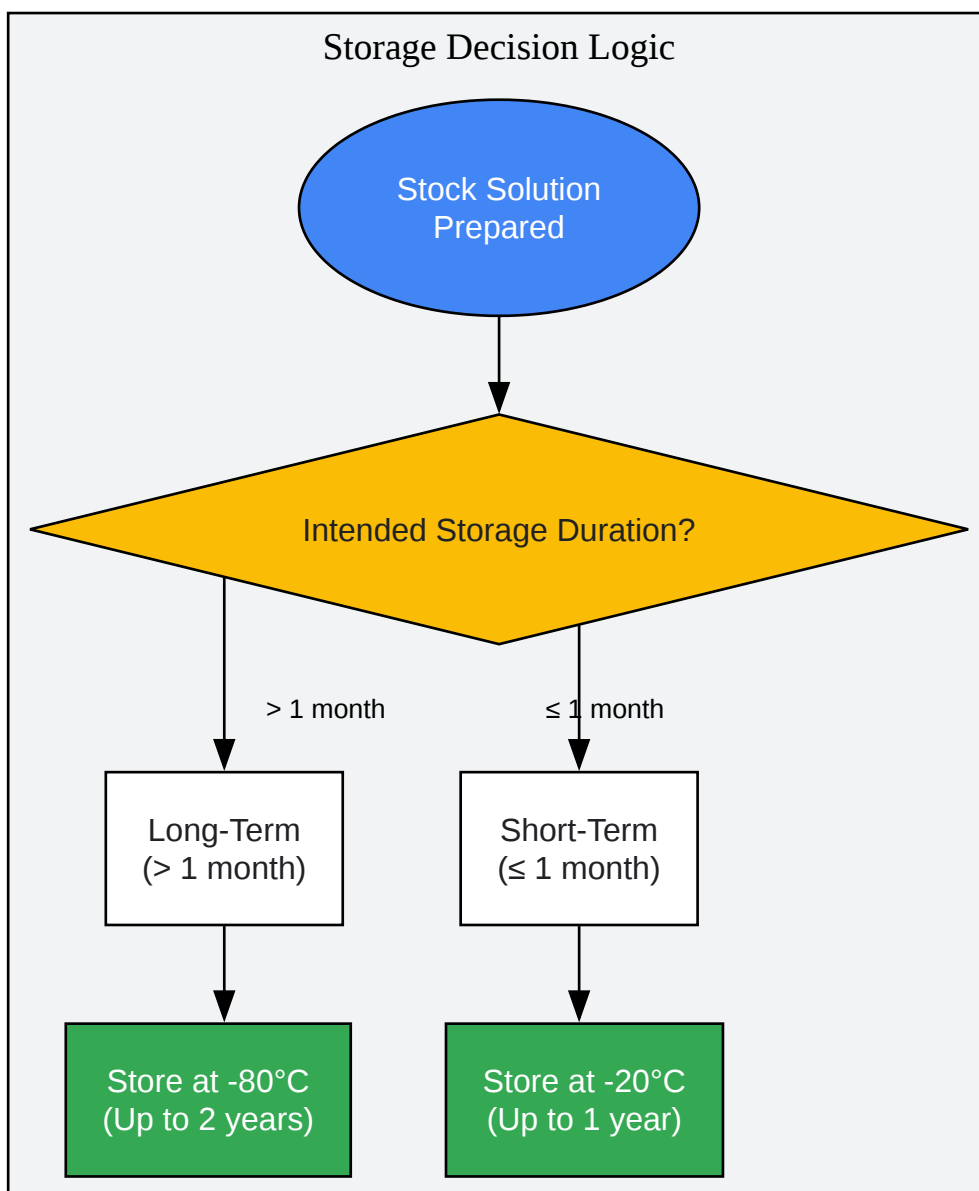 Storage Decision Logic
Stock Solution
Prepared
Intended Storage Duration?
> 1 month
≤ 1 month
Long-Term
(> 1 month)
Short-Term
(≤ 1 month)
Store at -80°C
(Up to 2 years)
Store at -20°C
(Up to 1 year)